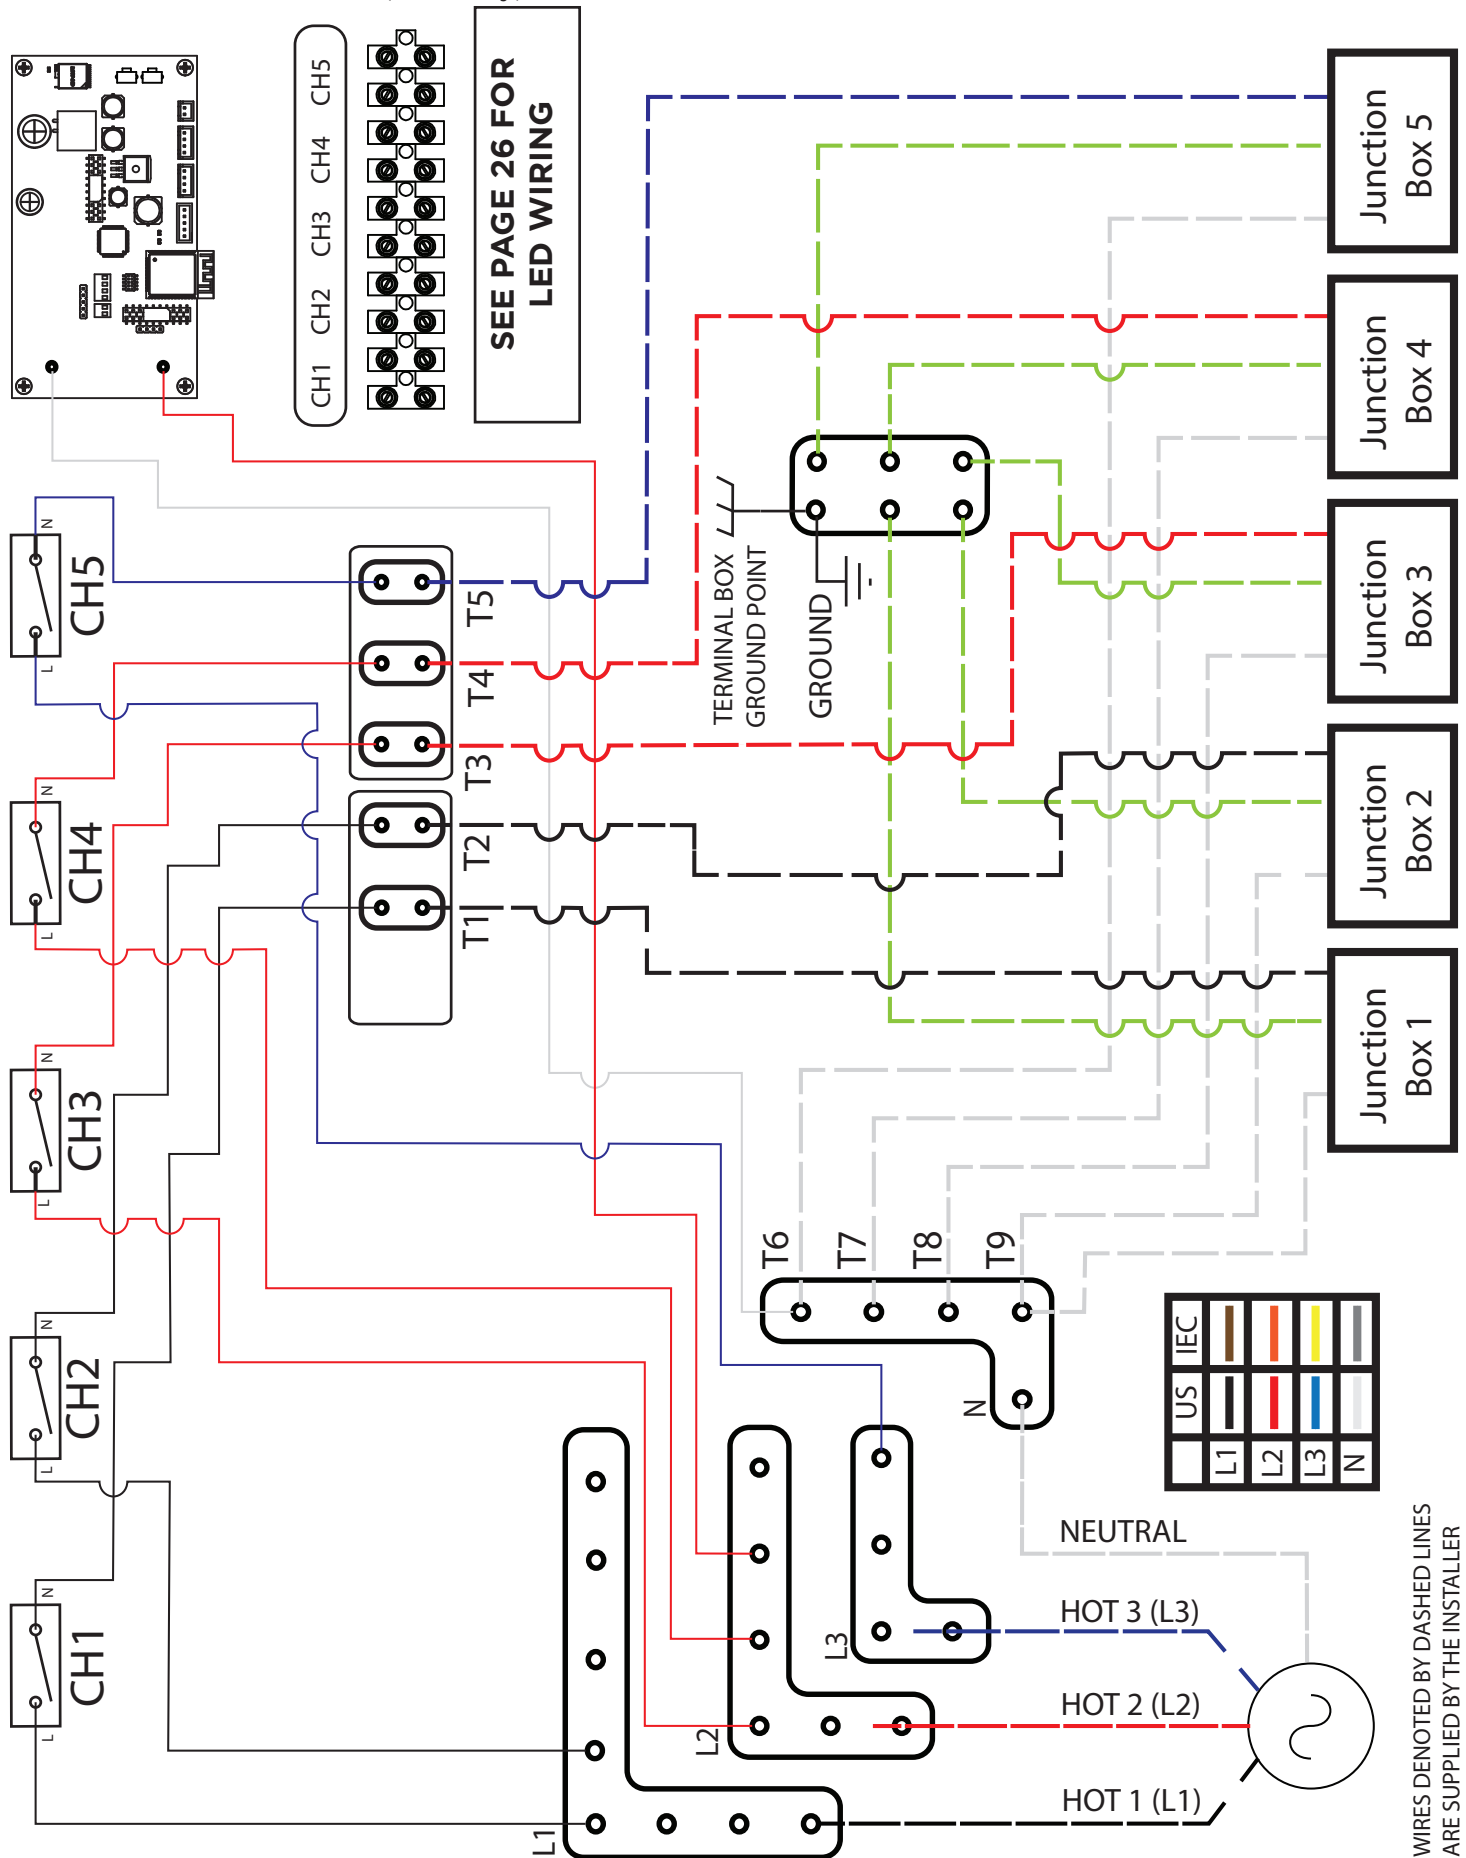 CH1 CH2 CH3 CH4 CH5
SEE PAGE 26 FOR
LED WIRING
L N
CH5
L N
CH4
L N
CH3
L N
CH2
L N
CH1
T5
T4
T3
T2
T1
TERMINAL BOX
GROUND POINT
GROUND
Junction
Box 5
Junction
Box 4
Junction
Box 3
Junction
Box 2
Junction
Box 1
T6
T7
T8
T9
N
L1
L2
L3
NEUTRAL
HOT 3 (L3)
HOT 2 (L2)
HOT 1 (L1)
US IEC
L1
L2
L3
N
WIRES DENOTED BY DASHED LINES
ARE SUPPLIED BY THE INSTALLER